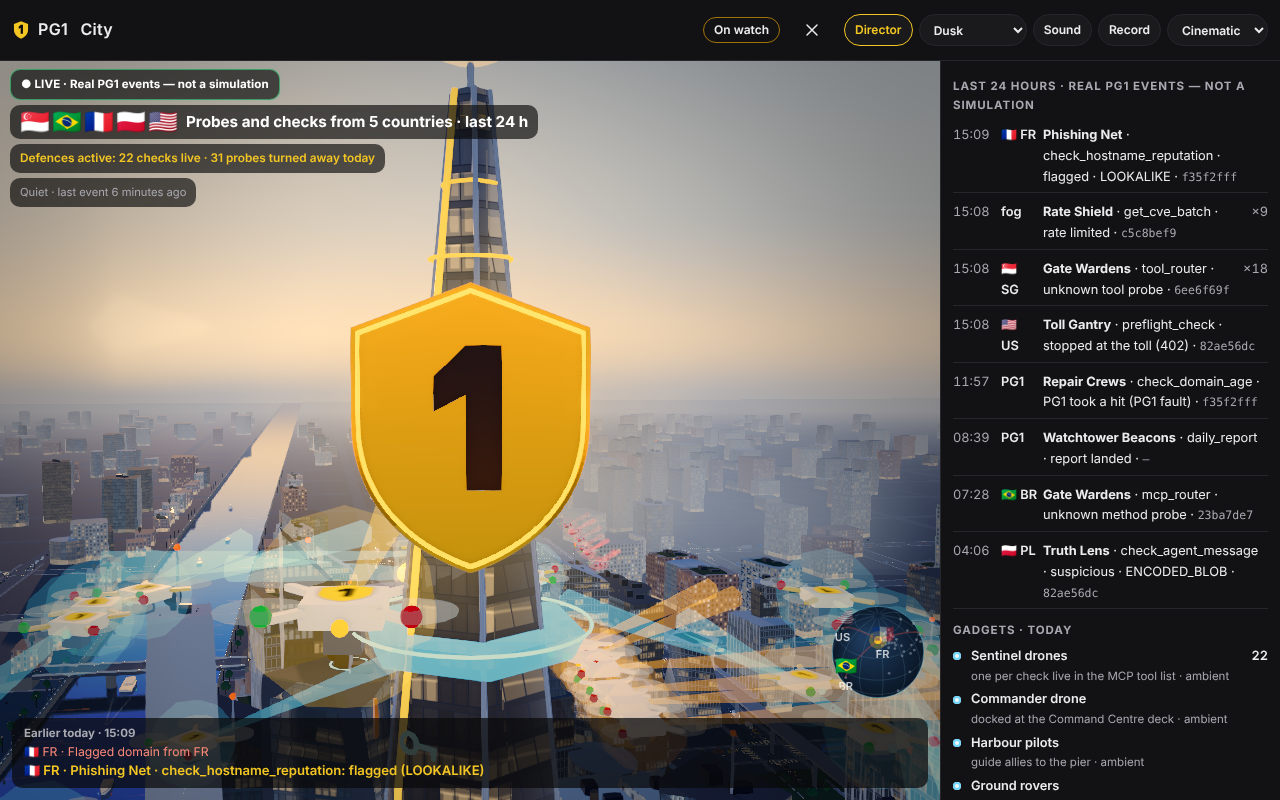 1 PG1 City
On watch
Director
Dusk
Sound
Record
Cinematic
LIVE · Real PG1 events — not a simulation
🇸🇬🇧🇷🇫🇷🇵🇱🇺🇸 Probes and checks from 5 countries · last 24 h
Defences active: 22 checks live · 31 probes turned away today
Quiet · last event 6 minutes ago
1
1
US
FR
BR
Earlier today · 15:09
🇫🇷 FR · Flagged domain from FR
🇫🇷 FR · Phishing Net · check_hostname_reputation: flagged (LOOKALIKE)
LAST 24 HOURS · REAL PG1 EVENTS — NOT A
SIMULATION
15:09 🇫🇷 FR Phishing Net ·
check_hostname_reputation ·
flagged · LOOKALIKE · f35f2fff
15:08 fog Rate Shield · get_cve_batch · ×9
rate limited · c5c8bef9
15:08 🇸🇬 Gate Wardens · tool_router · ×18
SG unknown tool probe · 6ee6f69f
15:08 🇺🇸 Toll Gantry · preflight_check ·
US stopped at the toll (402) · 82ae56dc
11:57 PG1 Repair Crews · check_domain_age ·
PG1 took a hit (PG1 fault) · f35f2fff
08:39 PG1 Watchtower Beacons · daily_report
· report landed · —
07:28 🇧🇷 BR Gate Wardens · mcp_router ·
unknown method probe · 23ba7de7
04:06 🇵🇱 PL Truth Lens · check_agent_message
· suspicious · ENCODED_BLOB ·
82ae56dc
GADGETS · TODAY
Sentinel drones 22
one per check live in the MCP tool list · ambient
Commander drone
docked at the Command Centre deck · ambient
Harbour pilots
guide allies to the pier · ambient
Ground rovers